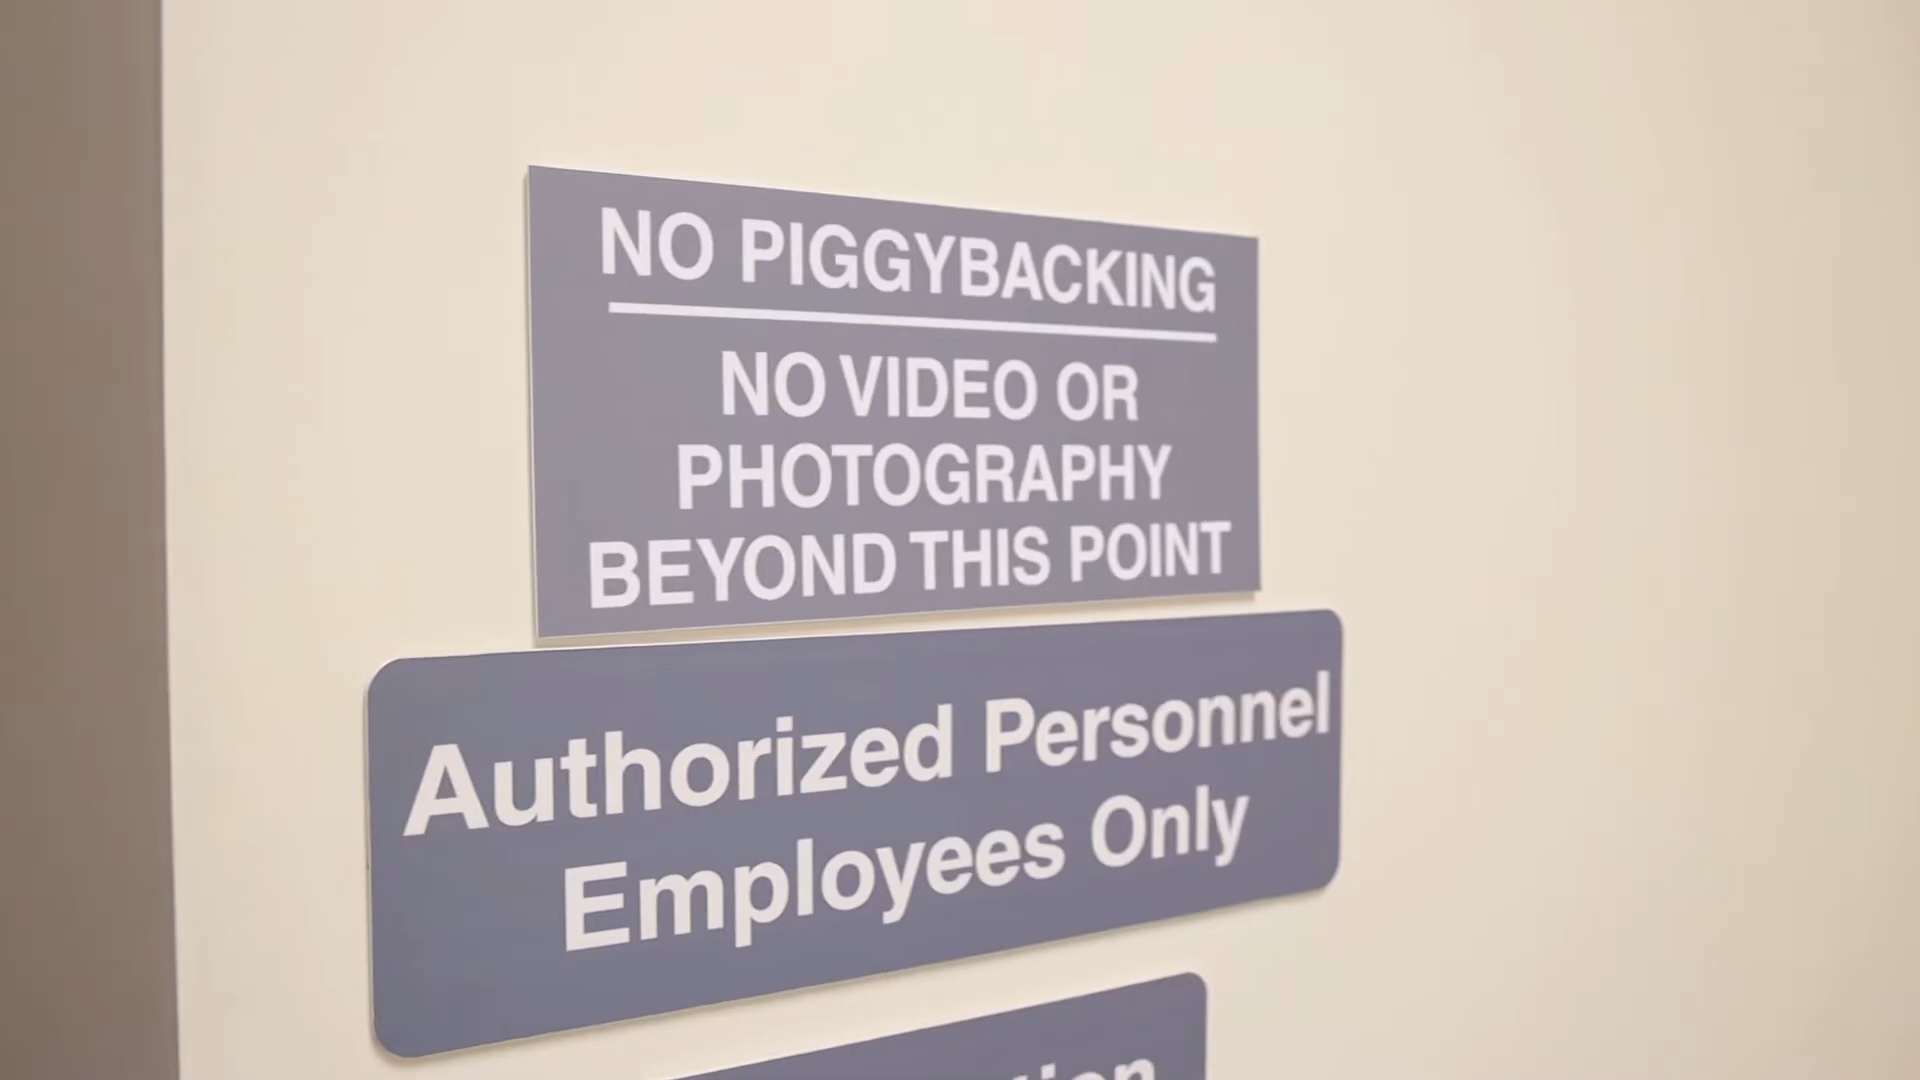 NO PIGGYBACKING
NO VIDEO OR
PHOTOGRAPHY
BEYOND THIS POINT
Authorized Personnel
Employees Only